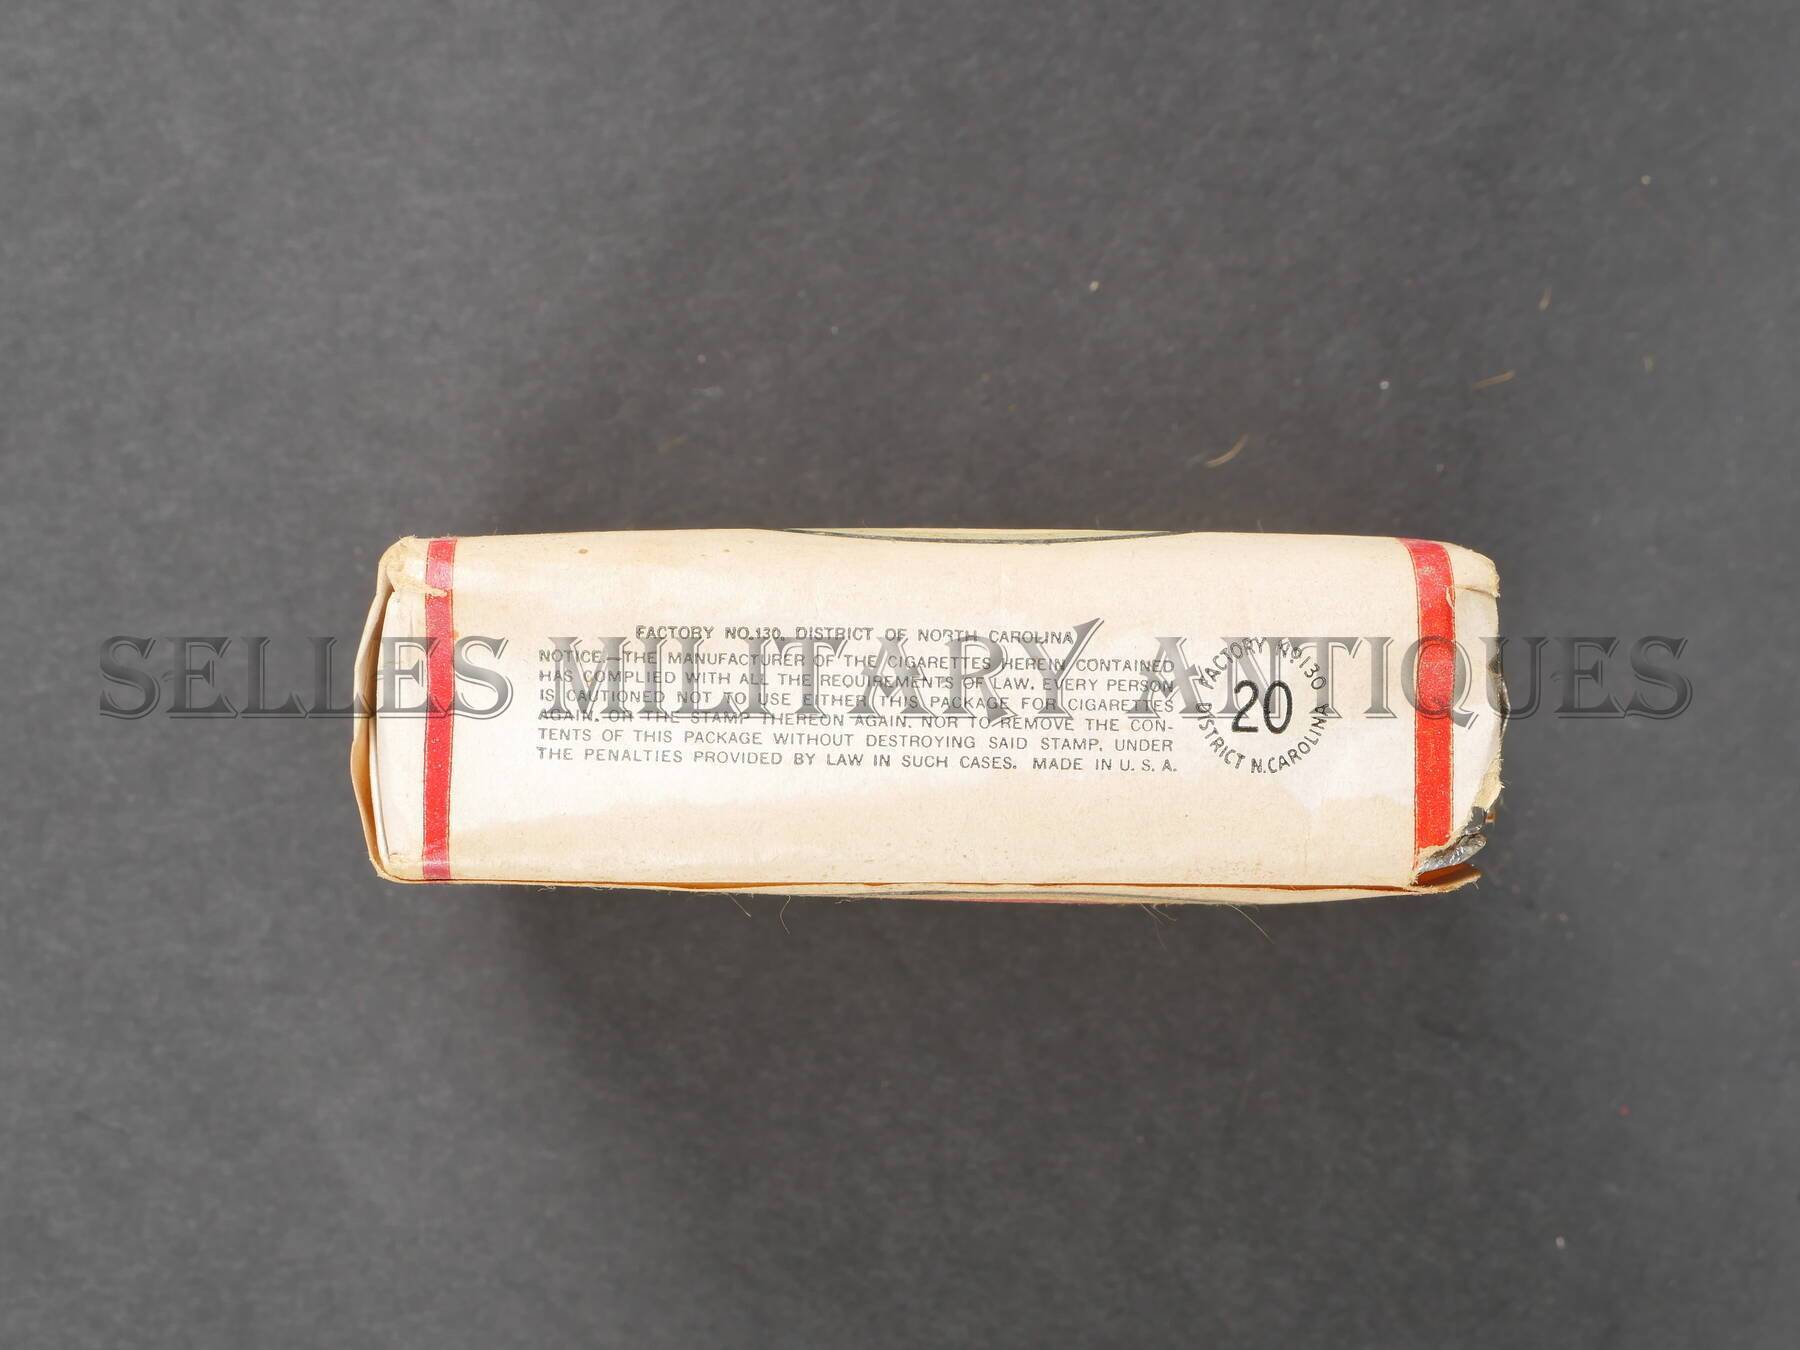 FACTORY NO.130. DISTRICT OF NORTH CAROLINA
NOTICE.—THE MANUFACTURER OF THE CIGARETTES HEREIN CONTAINED
HAS COMPLIED WITH ALL THE REQUIREMENTS OF LAW. EVERY PERSON
IS CAUTIONED NOT TO USE EITHER THIS PACKAGE FOR CIGARETTES
AGAIN. OR THE STAMP THEREON AGAIN. NOR TO REMOVE THE CON-
TENTS OF THIS PACKAGE WITHOUT DESTROYING SAID STAMP, UNDER
THE PENALTIES PROVIDED BY LAW IN SUCH CASES. MADE IN U. S. A.
FACTORY No 130
20
DISTRICT N. CAROLINA
SELLES MILITARY ANTIQUES